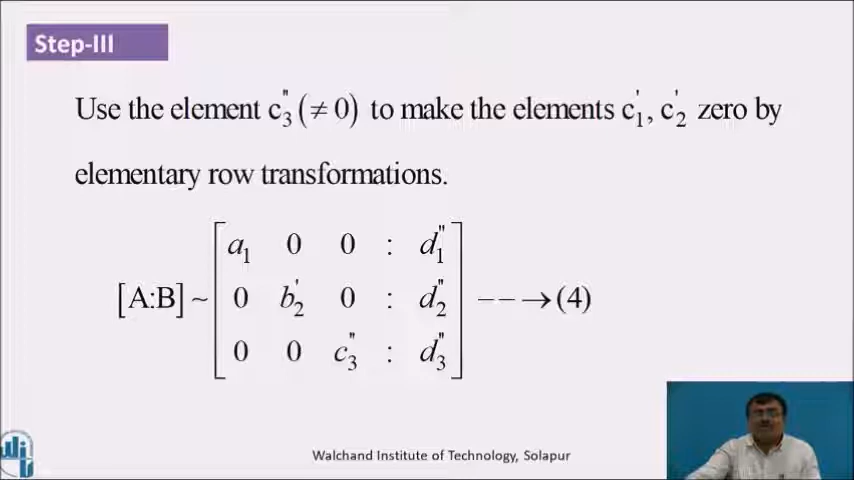 Step-III
Use the element c₃'' (≠ 0) to make the elements c₁', c₂' zero by
elementary row transformations.
a₁ 0 0 : d₁''
[A:B] ~ 0 b₂' 0 : d₂'' −− → (4)
0 0 c₃'' : d₃''
Walchand Institute of Technology, Solapur